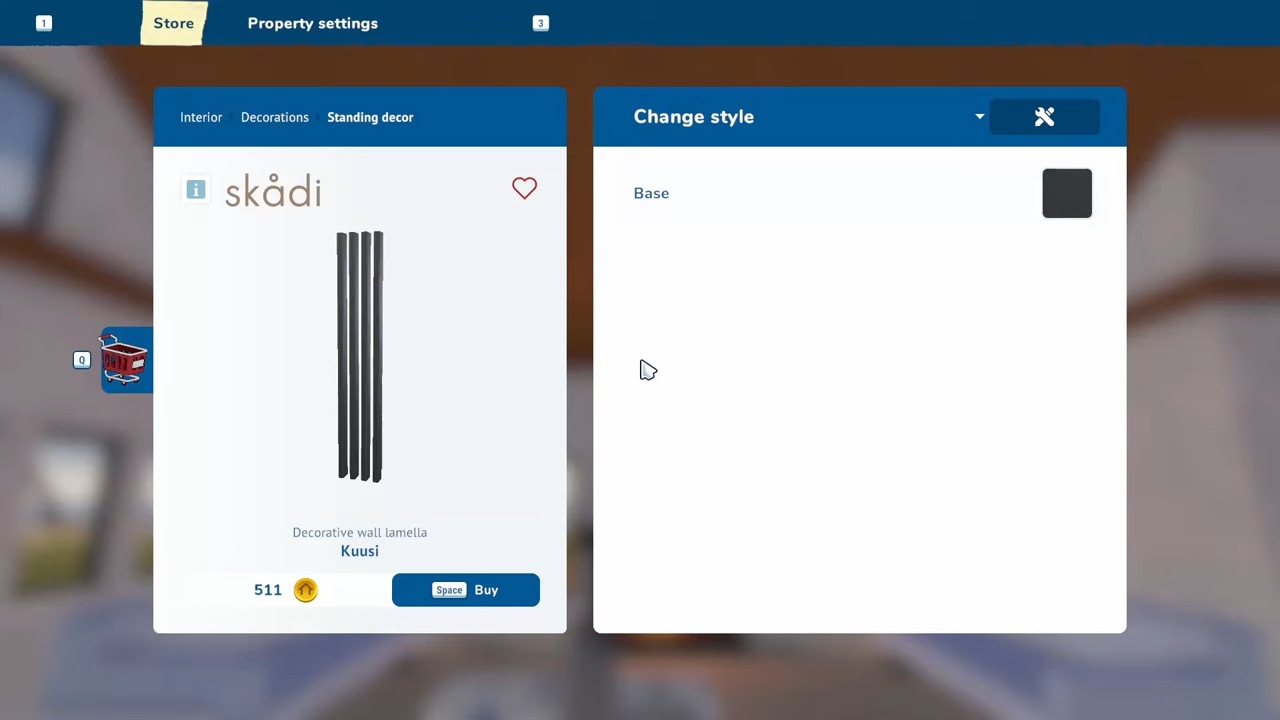 1
Store
Property settings
3
Interior Decorations Standing decor
Change style
i
skådi
Base
Q
Decorative wall lamella
Kuusi
511
Space Buy